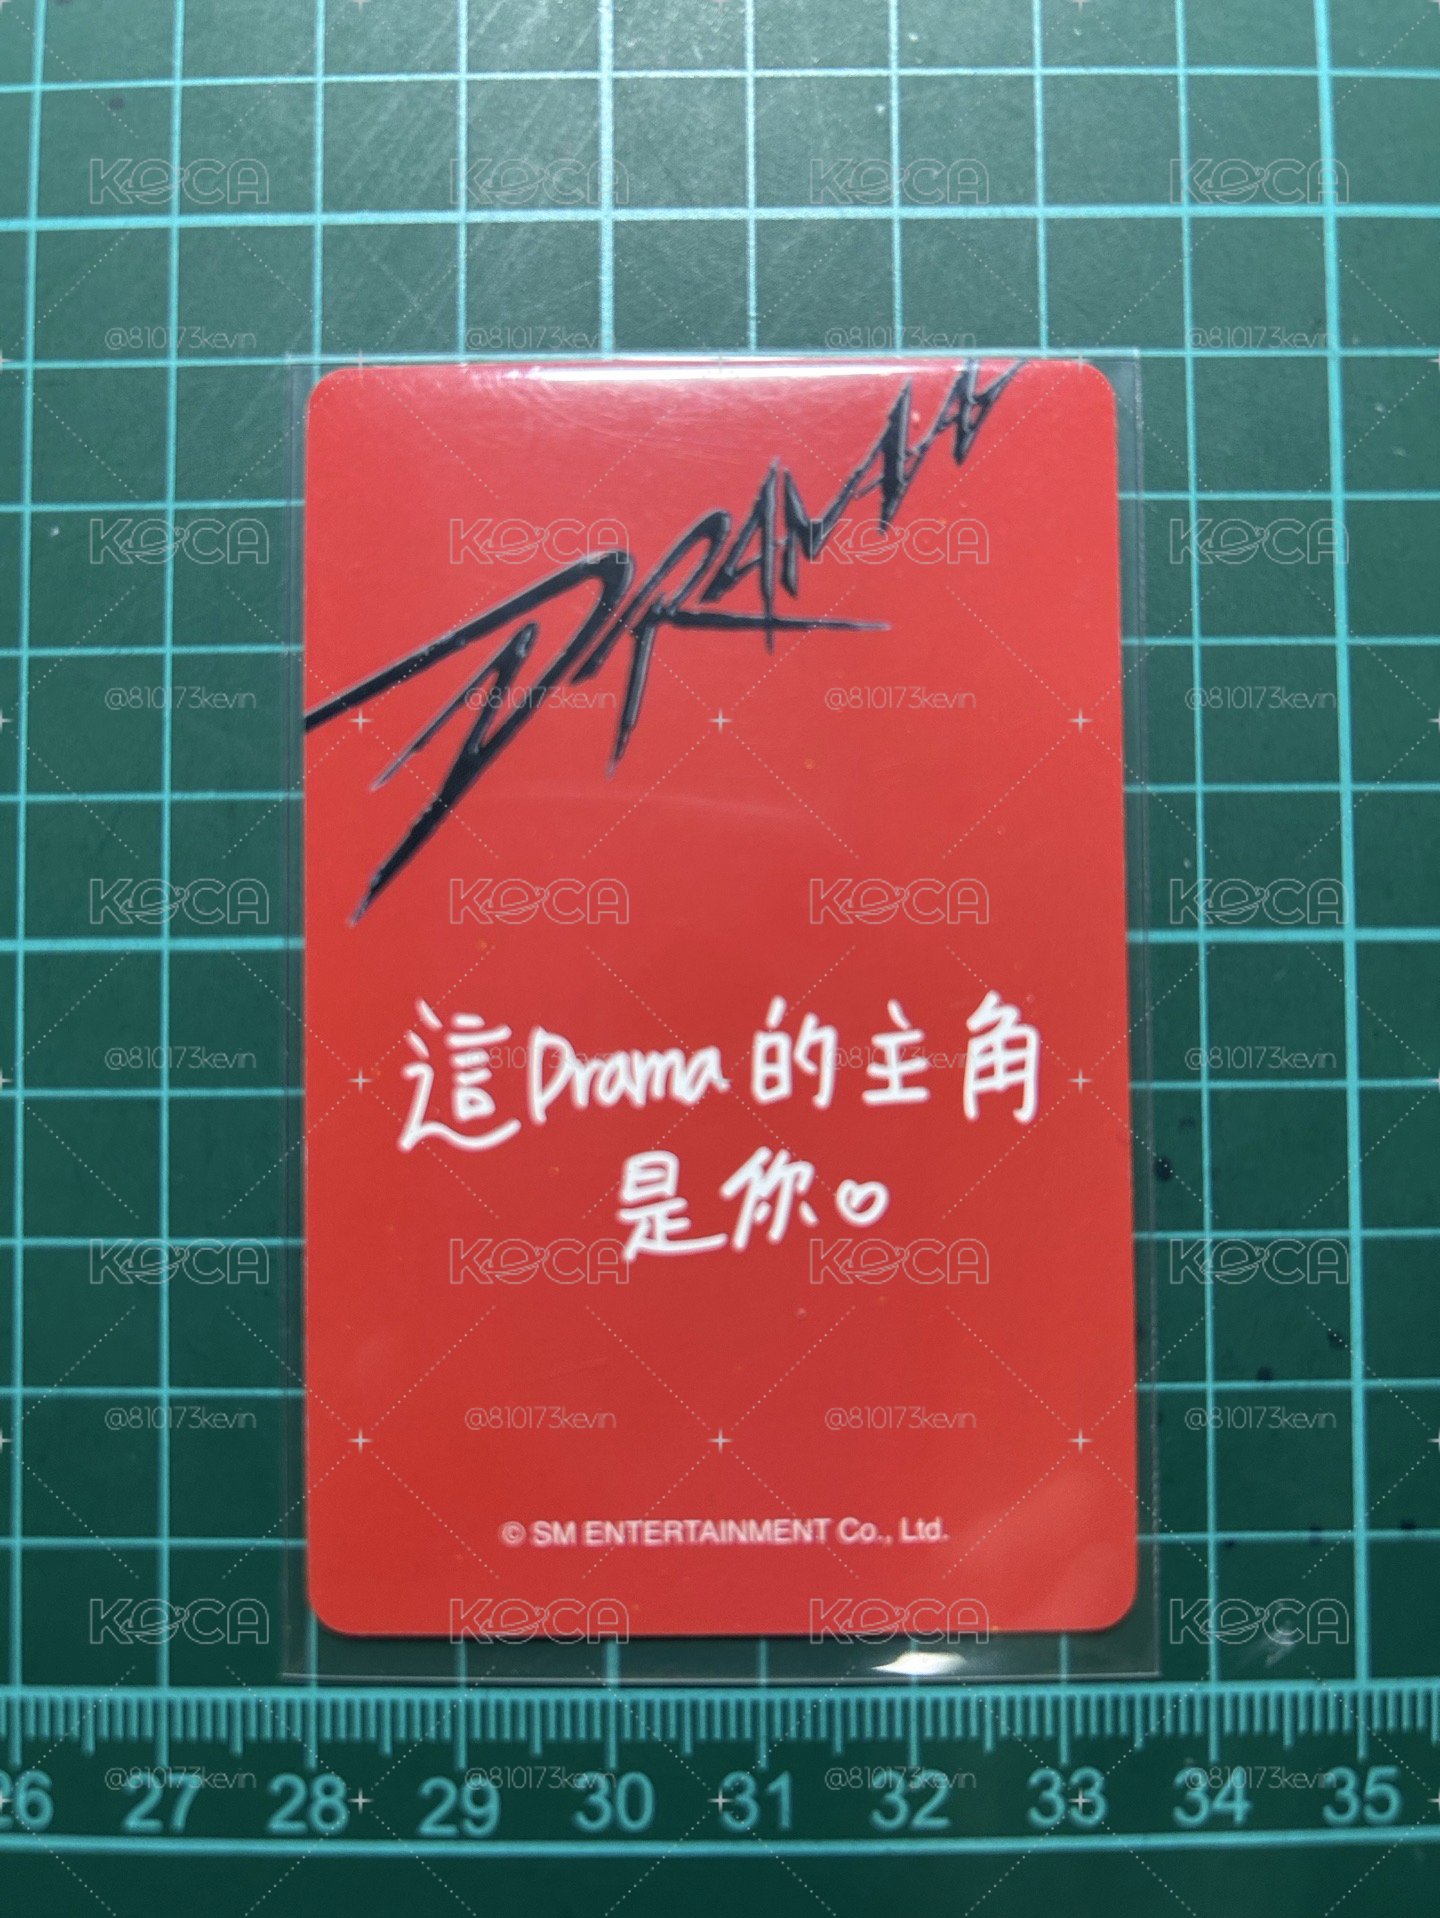 DRAMA
這Drama的主角
是你♡
© SM ENTERTAINMENT Co., Ltd.
26 27 28 29 30 31 32 33 34 35
KOCA
@810173kevin